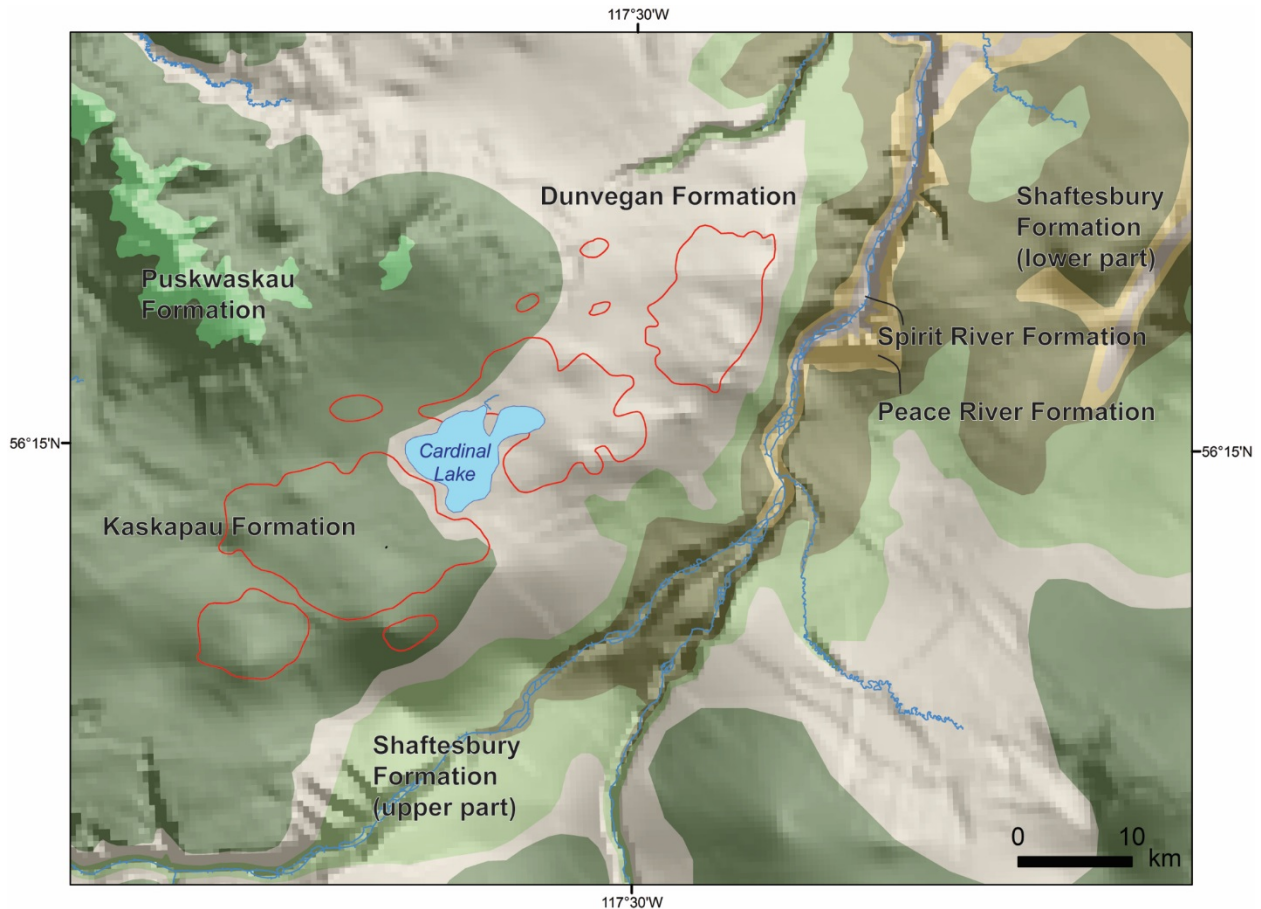 117°30'W
Dunvegan Formation
Shaftesbury
Formation
(lower part)
Puskwaskau
Formation
Spirit River Formation
Peace River Formation
56°15'N
56°15'N
Cardinal
Lake
Kaskapau Formation
Shaftesbury
Formation
(upper part)
0 10
km
117°30'W